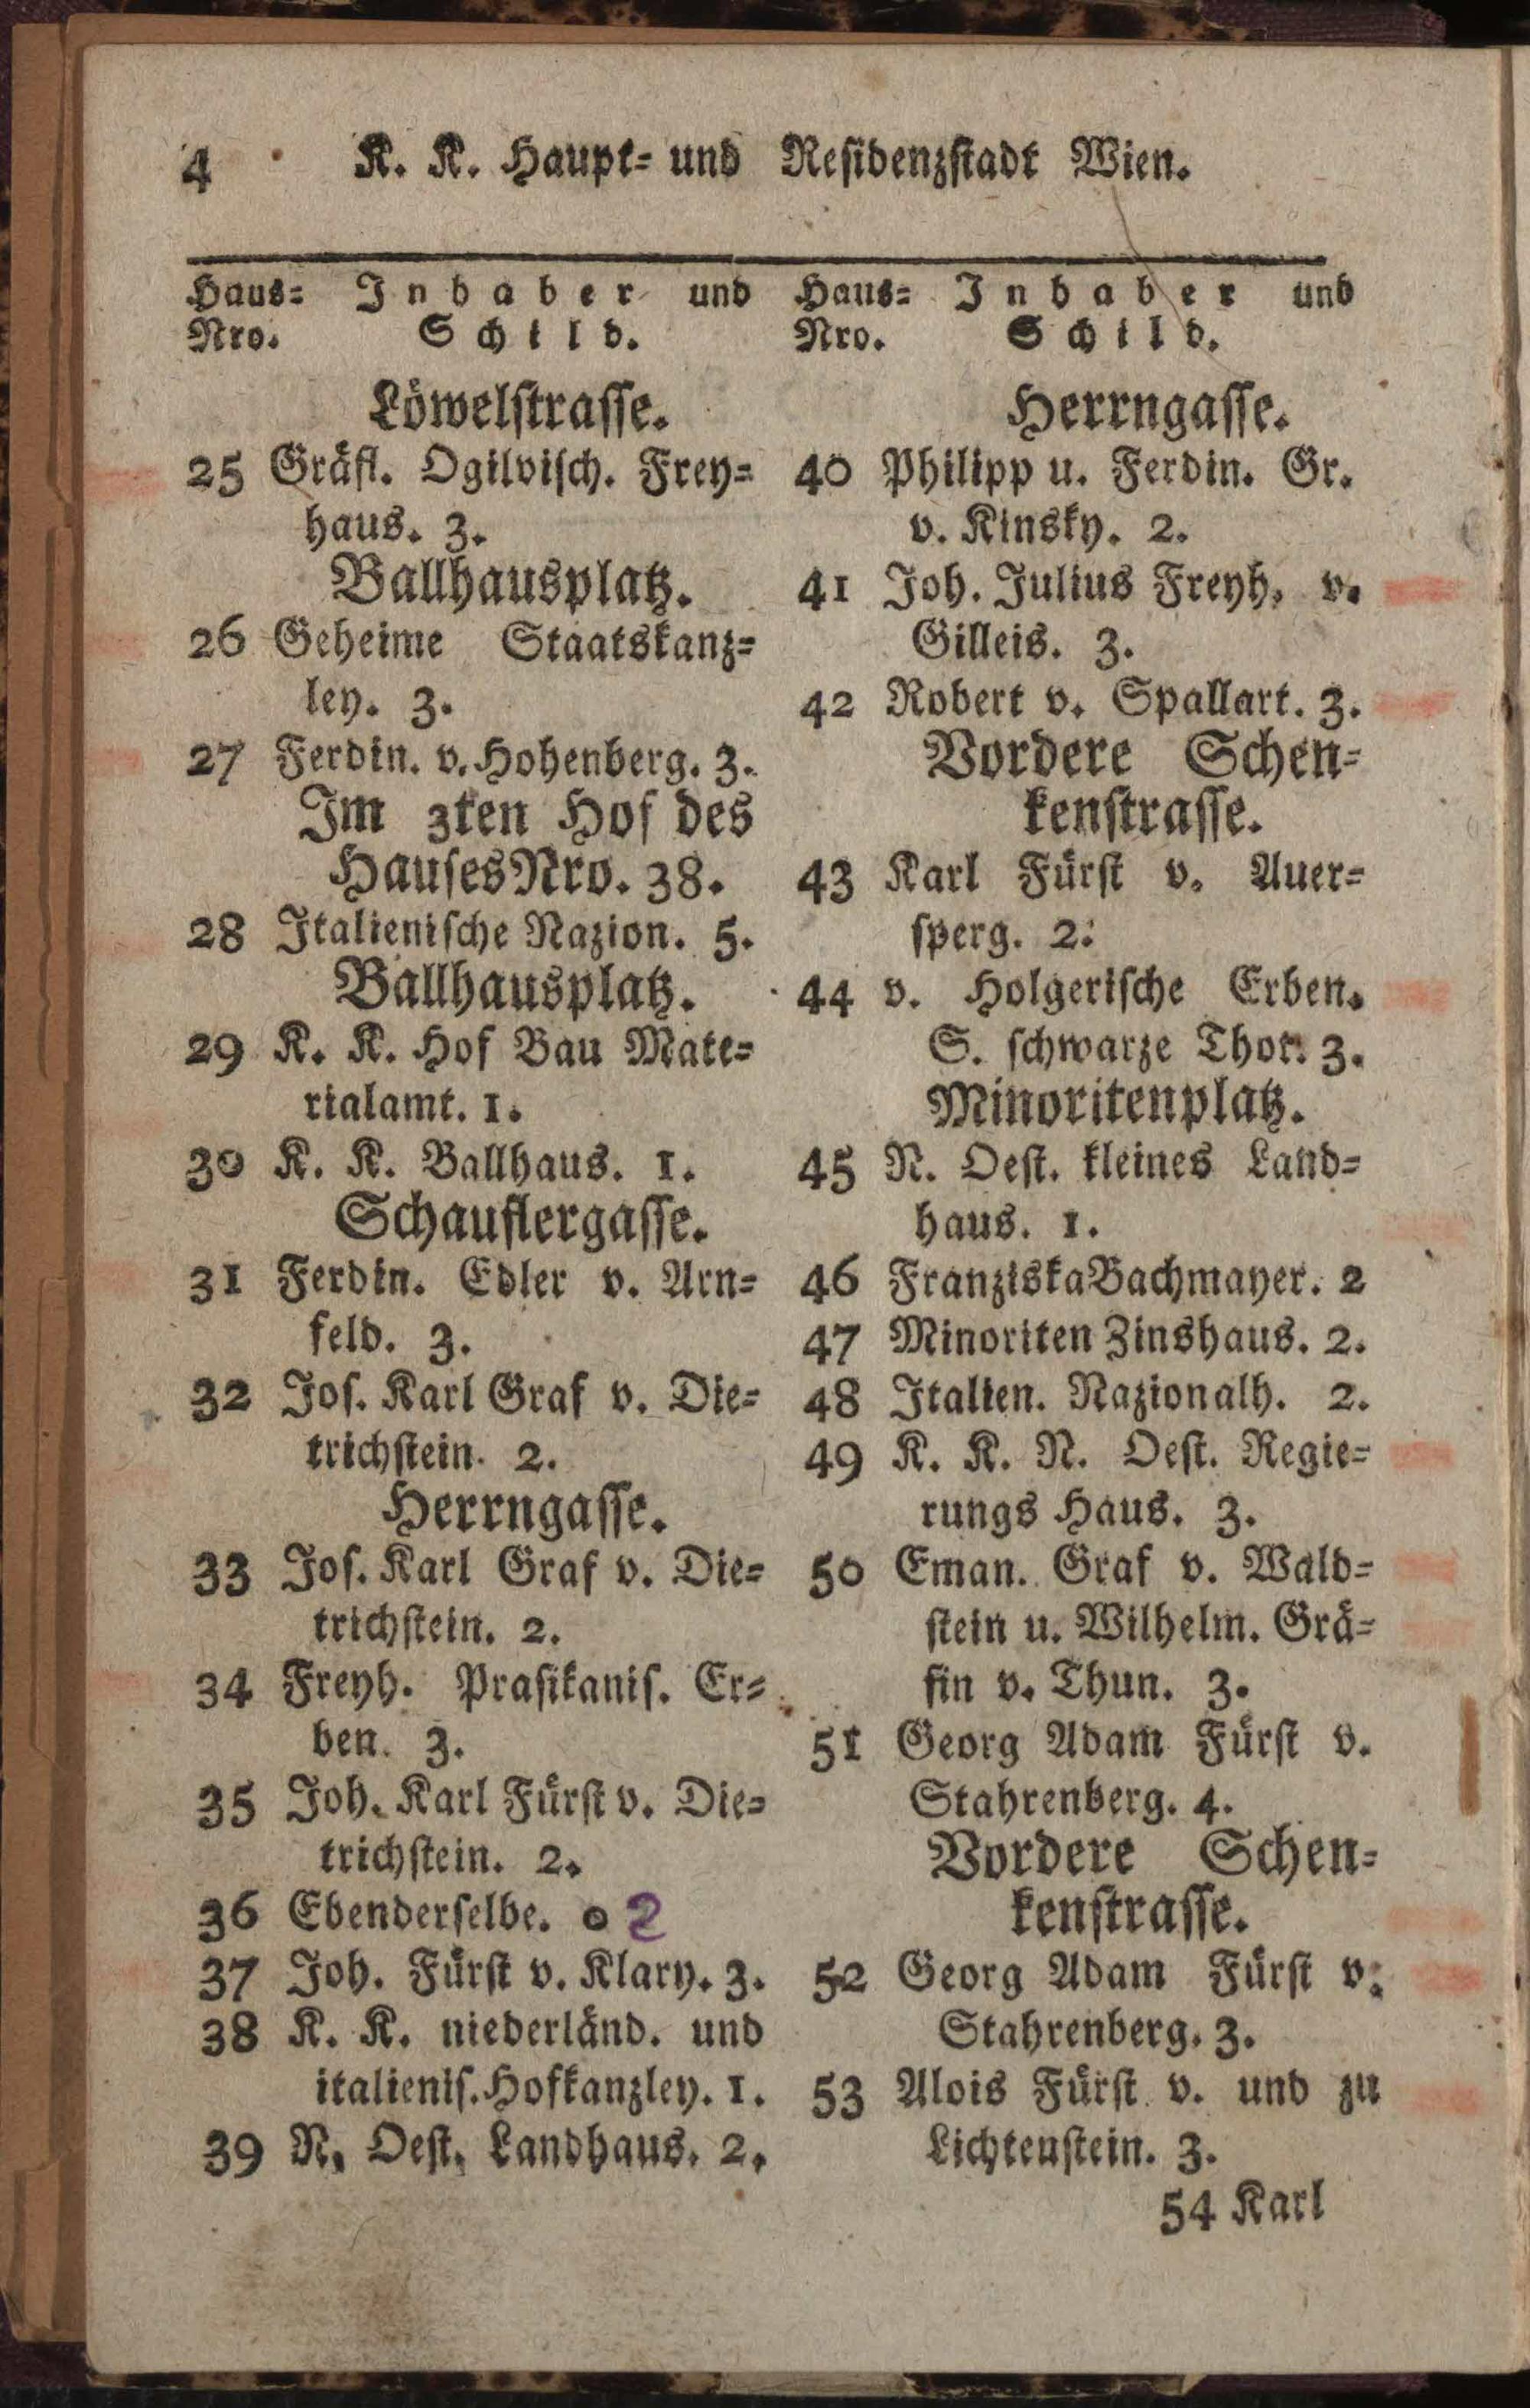 4 K. K. Haupt- und Residenzstadt Wien.
Haus- Inhaber und
Nro. Schild.
Löwelstrasse.
25 Gräfl. Ogilvisch. Frey-
haus. 3.
Ballhausplatz.
26 Geheime Staatskanz-
ley. 3.
27 Ferdin. v. Hohenberg. 3.
Im 3ten Hof des
Hauses Nro. 38.
28 Italienische Nazion. 5.
Ballhausplatz.
29 K. K. Hof Bau Mate-
rialamt. 1.
30 K. K. Ballhaus. 1.
Schauflergasse.
31 Ferdin. Edler v. Arn-
feld. 3.
32 Jos. Karl Graf v. Die-
trichstein. 2.
Herrngasse.
33 Jos. Karl Graf v. Die-
trichstein. 2.
34 Freyh. Prasikanis. Er-
ben. 3.
35 Joh. Karl Fürst v. Die-
trichstein. 2.
36 Ebenderselbe. 0 2
37 Joh. Fürst v. Klary. 3.
38 K. K. niederländ. und
italienis. Hofkanzley. 1.
39 N. Oest. Landhaus. 2.
Haus- Inhaber und
Nro. Schild.
Herrngasse.
40 Philipp u. Ferdin. Gr.
v. Kinsky. 2.
41 Joh. Julius Freyh. v.
Gilleis. 3.
42 Robert v. Spallart. 3.
Vordere Schen-
kenstrasse.
43 Karl Fürst v. Auer-
sperg. 2.
44 v. Holgerische Erben.
S. schwarze Thor. 3.
Minoritenplatz.
45 N. Oest. kleines Land-
haus. 1.
46 Franziska Bachmayer. 2
47 Minoriten Zinshaus. 2.
48 Italien. Nazionalh. 2.
49 K. K. N. Oest. Regie-
rungs Haus. 3.
50 Eman. Graf v. Wald-
stein u. Wilhelm. Grä-
fin v. Thun. 3.
51 Georg Adam Fürst v.
Stahrenberg. 4.
Vordere Schen-
kenstrasse.
52 Georg Adam Fürst v.
Stahrenberg. 3.
53 Alois Fürst v. und zu
Lichtenstein. 3.
54 Karl